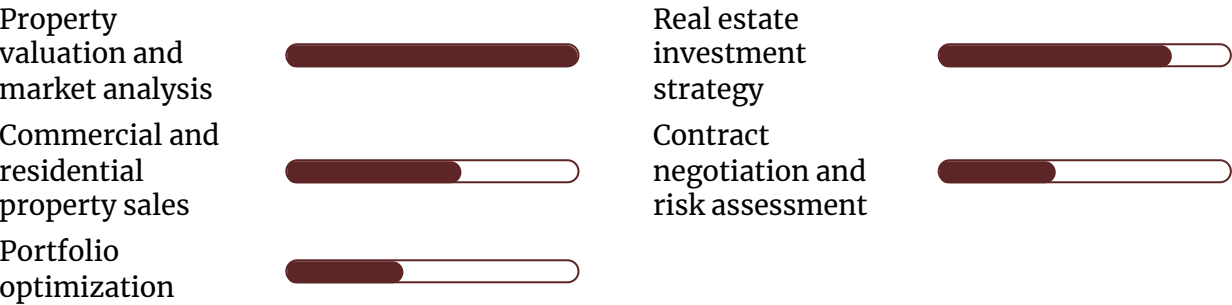 Property
valuation and
market analysis
Real estate
investment
strategy
Commercial and
residential
property sales
Contract
negotiation and
risk assessment
Portfolio
optimization